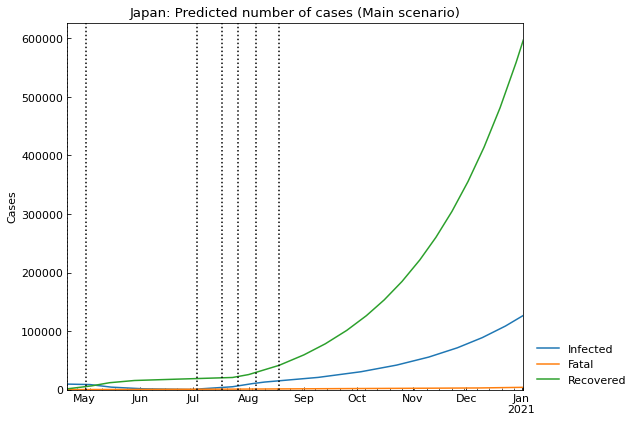 Japan: Predicted number of cases (Main scenario)
600000
500000
400000
300000
200000
100000
0
Cases
May Jun Jul Aug Sep Oct Nov Dec Jan
2021
Infected
Fatal
Recovered